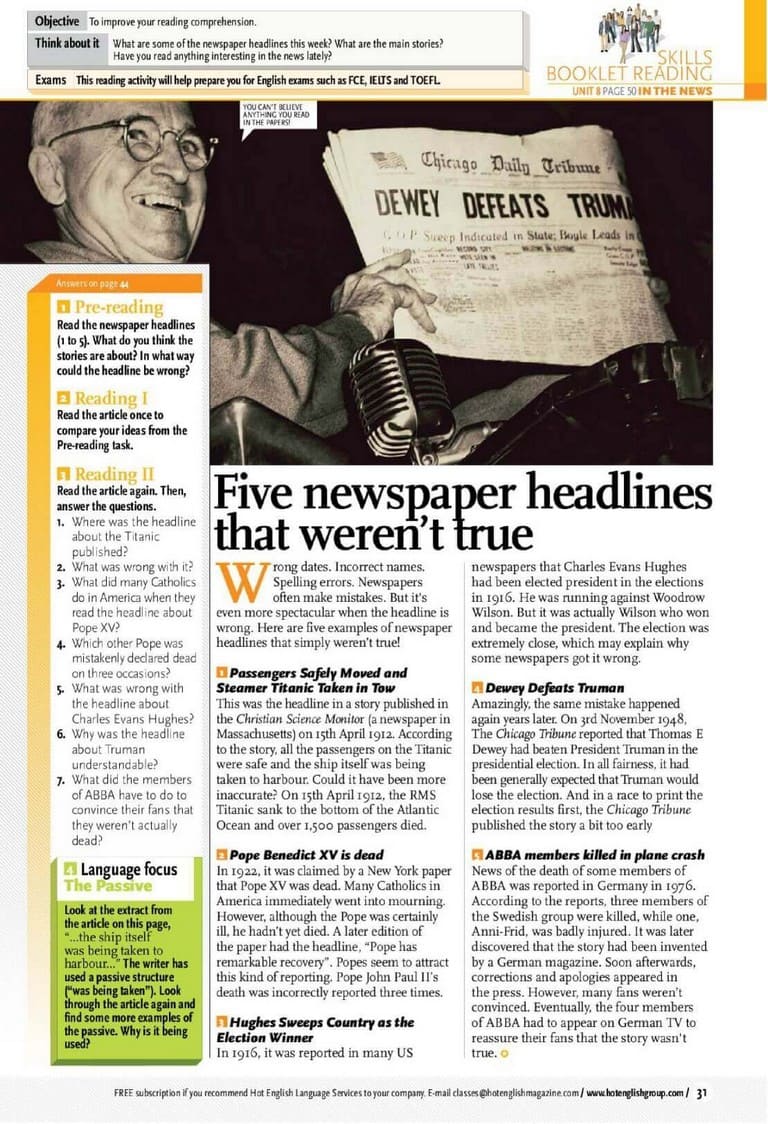 Objective To improve your reading comprehension.
Think about it What are some of the newspaper headlines this week? What are the main stories?
Have you read anything interesting in the news lately?
Exams This reading activity will help prepare you for English exams such as FCE, IELTS and TOEFL.
SKILLS
BOOKLET READING
UNIT 8 PAGE 50 IN THE NEWS
YOU CAN'T BELIEVE
ANYTHING YOU READ
IN THE PAPERS!
Chicago Daily Tribune
DEWEY DEFEATS TRUM
G.O.P Sweep Indicated in State; Boyle Leads in
Answers on page 44
1 Pre-reading
Read the newspaper headlines
(1 to 5). What do you think the
stories are about? In what way
could the headline be wrong?
2 Reading I
Read the article once to
compare your ideas from the
Pre-reading task.
3 Reading II
Read the article again. Then,
answer the questions.
1. Where was the headline
about the Titanic
published?
2. What was wrong with it?
3. What did many Catholics
do in America when they
read the headline about
Pope XV?
4. Which other Pope was
mistakenly declared dead
on three occasions?
5. What was wrong with
the headline about
Charles Evans Hughes?
6. Why was the headline
about Truman
understandable?
7. What did the members
of ABBA have to do to
convince their fans that
they weren't actually
dead?
4 Language focus
The Passive
Look at the extract from
the article on this page,
"...the ship itself
was being taken to
harbour..." The writer has
used a passive structure
("was being taken"). Look
through the article again and
find some more examples of
the passive. Why is it being
used?
Five newspaper headlines
that weren't true
Wrong dates. Incorrect names.
Spelling errors. Newspapers
often make mistakes. But it's
even more spectacular when the headline is
wrong. Here are five examples of newspaper
headlines that simply weren't true!
1 Passengers Safely Moved and
Steamer Titanic Taken in Tow
This was the headline in a story published in
the Christian Science Monitor (a newspaper in
Massachusetts) on 15th April 1912. According
to the story, all the passengers on the Titanic
were safe and the ship itself was being
taken to harbour. Could it have been more
inaccurate? On 15th April 1912, the RMS
Titanic sank to the bottom of the Atlantic
Ocean and over 1,500 passengers died.
2 Pope Benedict XV is dead
In 1922, it was claimed by a New York paper
that Pope XV was dead. Many Catholics in
America immediately went into mourning.
However, although the Pope was certainly
ill, he hadn't yet died. A later edition of
the paper had the headline, "Pope has
remarkable recovery". Popes seem to attract
this kind of reporting. Pope John Paul II's
death was incorrectly reported three times.
3 Hughes Sweeps Country as the
Election Winner
In 1916, it was reported in many US
newspapers that Charles Evans Hughes
had been elected president in the elections
in 1916. He was running against Woodrow
Wilson. But it was actually Wilson who won
and became the president. The election was
extremely close, which may explain why
some newspapers got it wrong.
4 Dewey Defeats Truman
Amazingly, the same mistake happened
again years later. On 3rd November 1948,
The Chicago Tribune reported that Thomas E
Dewey had beaten President Truman in the
presidential election. In all fairness, it had
been generally expected that Truman would
lose the election. And in a race to print the
election results first, the Chicago Tribune
published the story a bit too early
5 ABBA members killed in plane crash
News of the death of some members of
ABBA was reported in Germany in 1976.
According to the reports, three members of
the Swedish group were killed, while one,
Anni-Frid, was badly injured. It was later
discovered that the story had been invented
by a German magazine. Soon afterwards,
corrections and apologies appeared in
the press. However, many fans weren't
convinced. Eventually, the four members
of ABBA had to appear on German TV to
reassure their fans that the story wasn't
true.
FREE subscription if you recommend Hot English Language Services to your company. E-mail classes@hotenglishmagazine.com / www.hotenglishgroup.com / 31